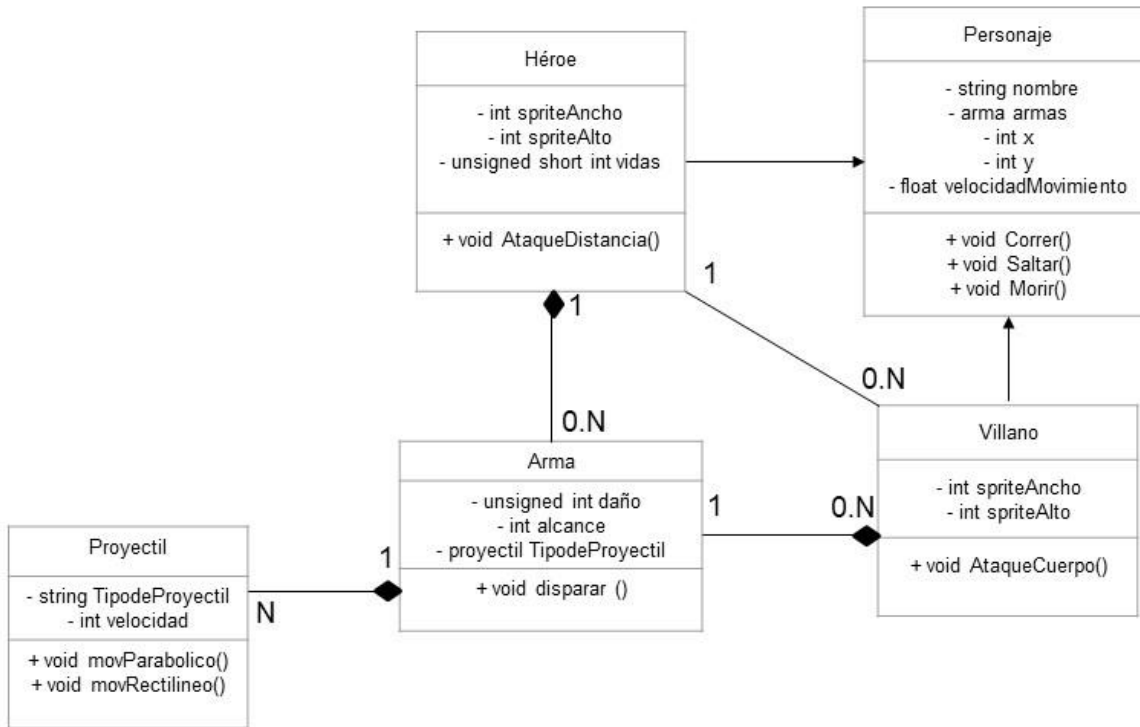 Héroe
- int spriteAncho
- int spriteAlto
- unsigned short int vidas
+ void AtaqueDistancia()
Personaje
- string nombre
- arma armas
- int x
- int y
- float velocidadMovimiento
+ void Correr()
+ void Saltar()
+ void Morir()
1
1
0.N
0.N
Villano
- int spriteAncho
- int spriteAlto
+ void AtaqueCuerpo()
Arma
- unsigned int daño
- int alcance
- proyectil TipodeProyectil
+ void disparar ()
1
0.N
1
N
Proyectil
- string TipodeProyectil
- int velocidad
+ void movParabolico()
+ void movRectilineo()